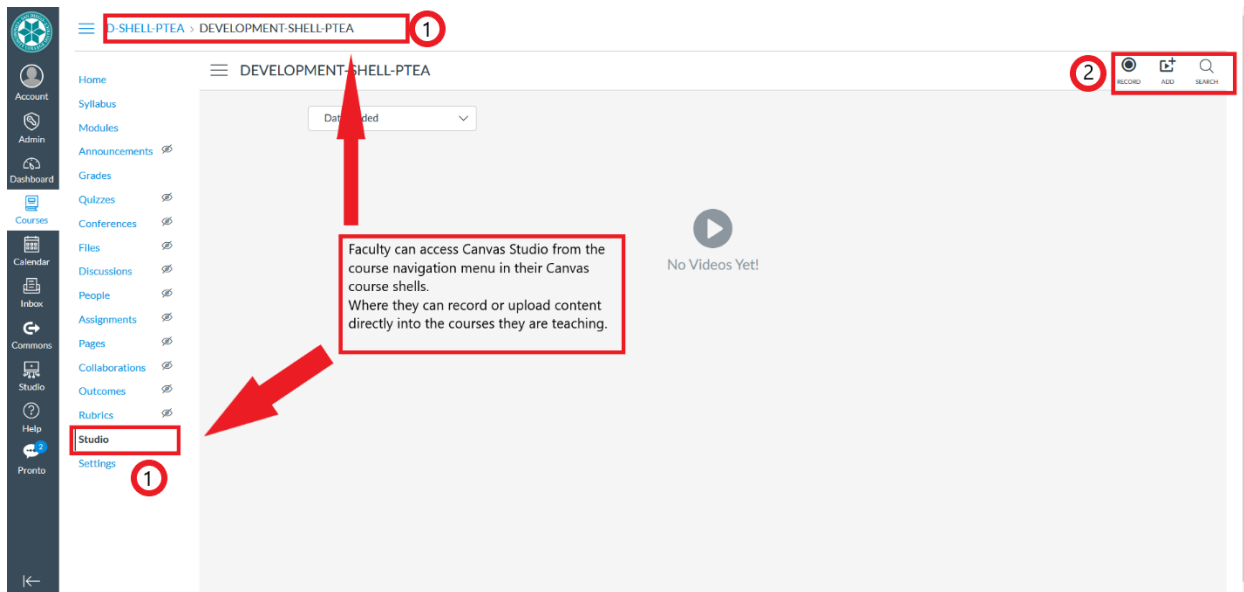 D-SHELL-PTEA > DEVELOPMENT-SHELL-PTEA
1
DEVELOPMENT-SHELL-PTEA
2
RECORD
ADD
SEARCH
Account
Admin
Dashboard
Courses
Calendar
Inbox
Commons
Studio
Help
2
Pronto
Home
Syllabus
Modules
Announcements
Grades
Quizzes
Conferences
Files
Discussions
People
Assignments
Pages
Collaborations
Outcomes
Rubrics
Studio
Settings
1
Faculty can access Canvas Studio from the
course navigation menu in their Canvas
course shells.
Where they can record or upload content
directly into the courses they are teaching.
No Videos Yet!